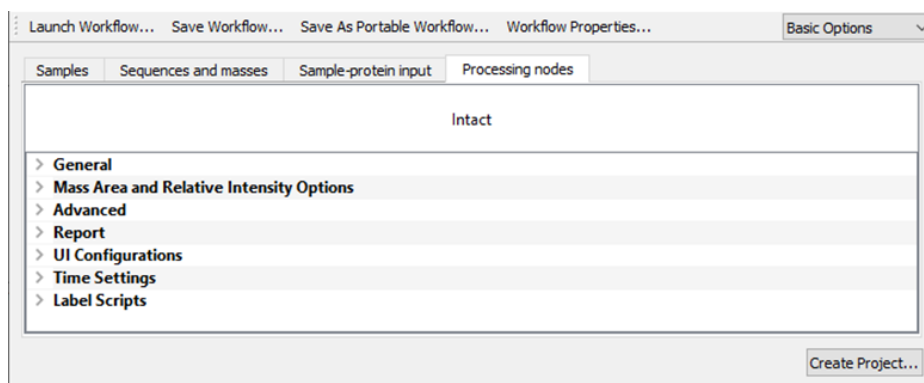 Launch Workflow... Save Workflow... Save As Portable Workflow... Workflow Properties... Basic Options
Samples Sequences and masses Sample-protein input Processing nodes
Intact
General
Mass Area and Relative Intensity Options
Advanced
Report
UI Configurations
Time Settings
Label Scripts
Create Project...